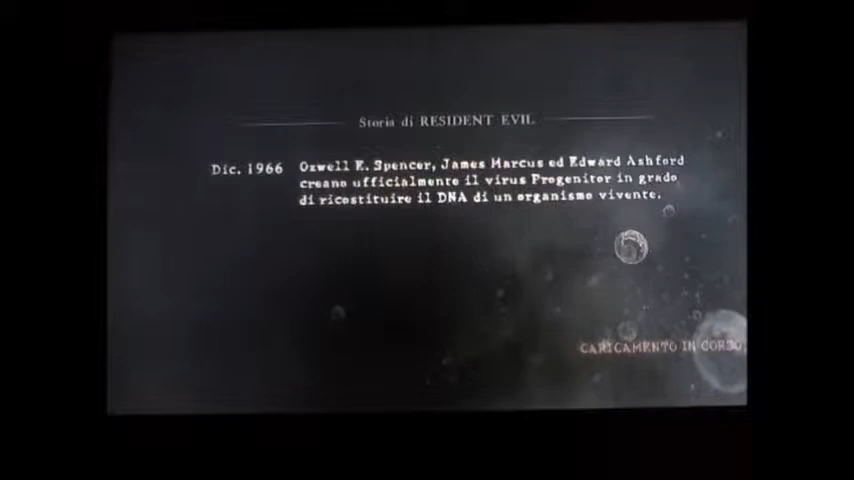 Storia di RESIDENT EVIL
Dic. 1966 Ozwell E. Spencer, James Marcus ed Edward Ashford
creano ufficialmente il virus Progenitor in grado
di ricostituire il DNA di un organismo vivente.
CARICAMENTO IN CORSO